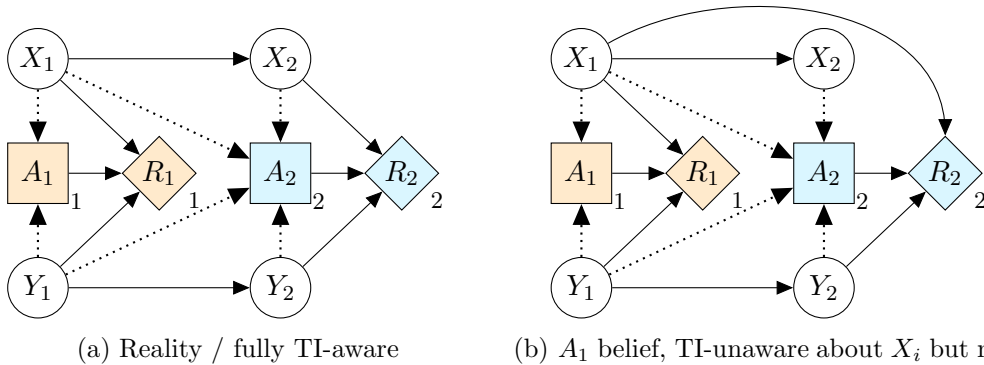 X1 X2 X1 X2
A1 1 R1 1 A2 2 R2 2 A1 1 R1 1 A2 2 R2 2
Y1 Y2 Y1 Y2
(a) Reality / fully TI-aware (b) A1 belief, TI-unaware about Xi but